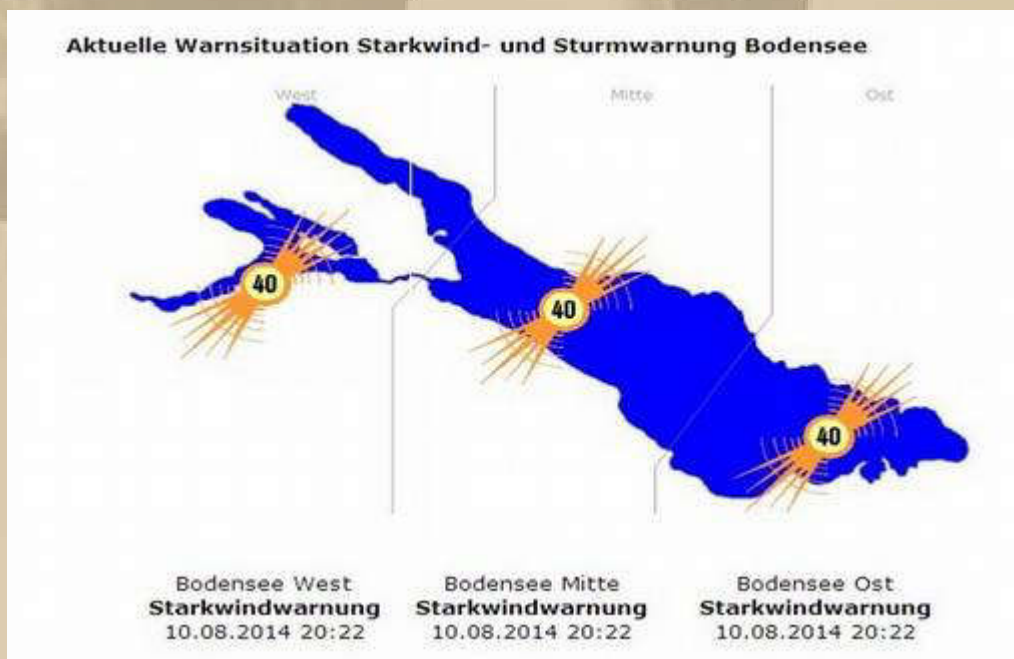 Aktuelle Warnsituation Starkwind- und Sturmwarnung Bodensee
West
Mitte
Ost
40
40
40
Bodensee West
Starkwindwarnung
10.08.2014 20:22
Bodensee Mitte
Starkwindwarnung
10.08.2014 20:22
Bodensee Ost
Starkwindwarnung
10.08.2014 20:22